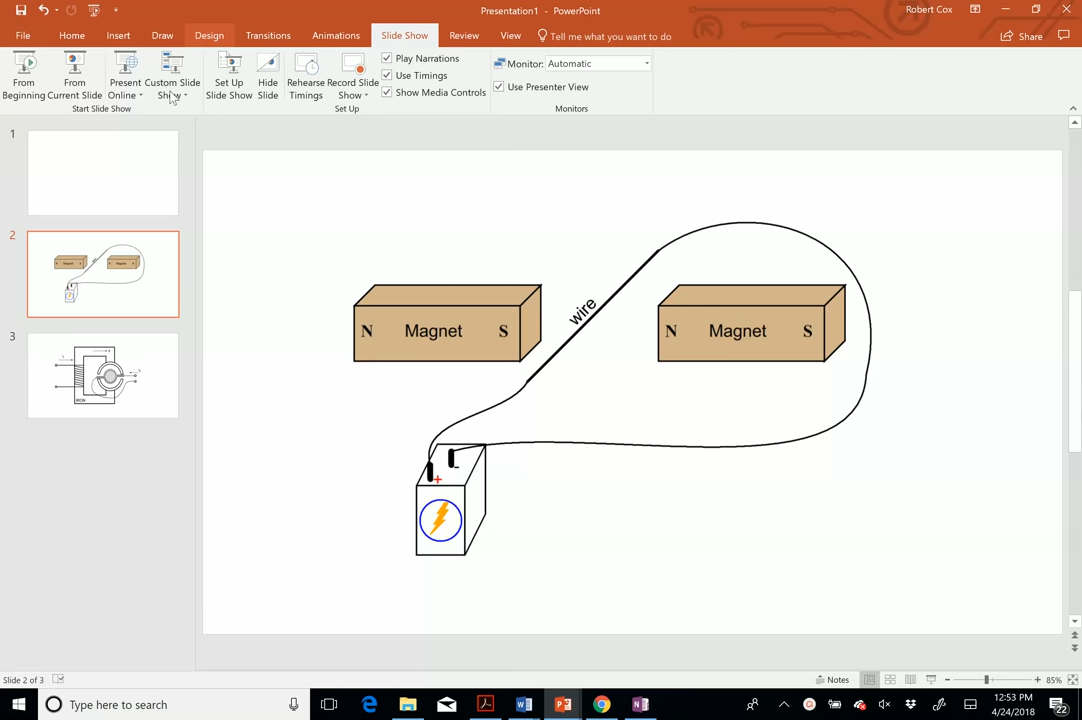 Presentation1 - PowerPoint
Robert Cox
File Home Insert Draw Design Transitions Animations Slide Show Review View Tell me what you want to do Share
From Beginning
From Current Slide
Present Online
Custom Slide Show
Start Slide Show
Set Up Slide Show
Hide Slide
Rehearse Timings
Record Slide Show
Play Narrations
Use Timings
Show Media Controls
Set Up
Monitor: Automatic
Use Presenter View
Monitors
1
2
3
Magnet
Magnet
IRON
wire
N Magnet S
N Magnet S
-
+
Slide 2 of 3
Notes
85%
Type here to search
12:53 PM
4/24/2018
22